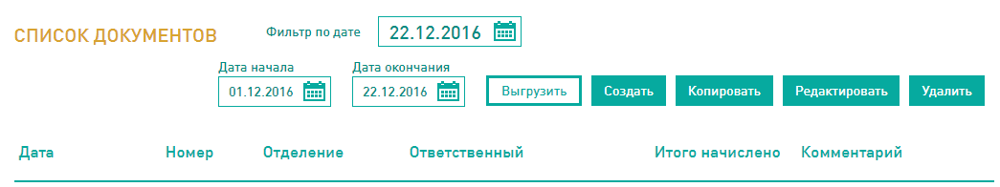 СПИСОК ДОКУМЕНТОВ Фильтр по дате 22.12.2016
Дата начала Дата окончания
01.12.2016 22.12.2016 Выгрузить Создать Копировать Редактировать Удалить
Дата Номер Отделение Ответственный Итого начислено Комментарий